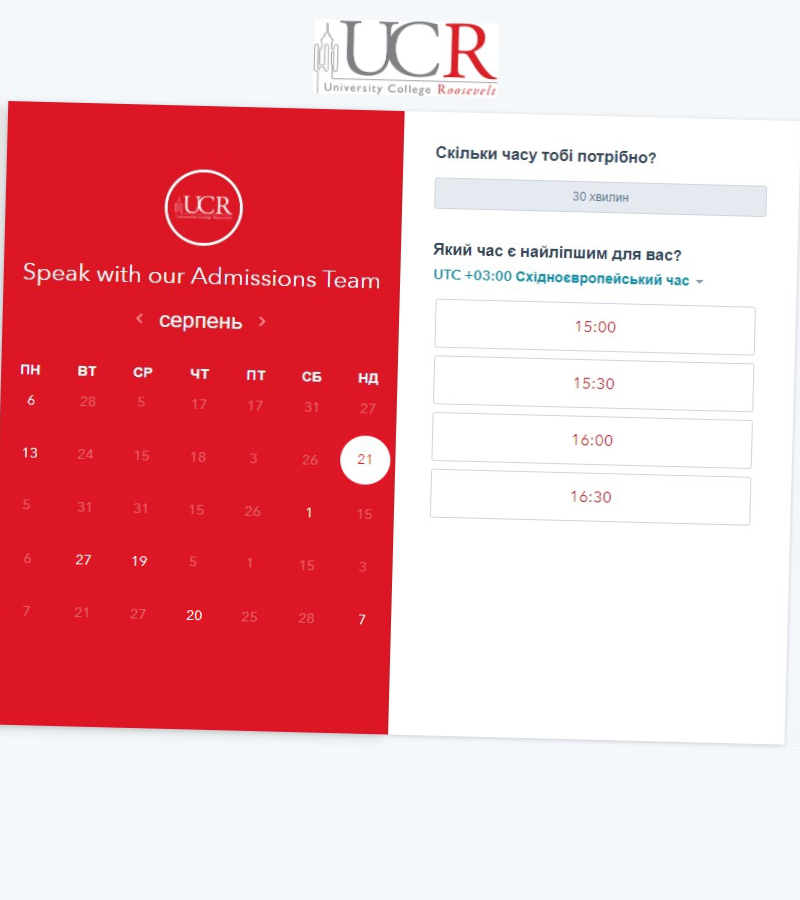 UCR
University College Roosevelt
UCR
Speak with our Admissions Team
серпень
ПН ВТ СР ЧТ ПТ СБ НД
6 28 5 17 17 31 27
13 24 15 18 3 26 21
5 31 31 15 26 1 15
6 27 19 5 1 15 3
7 21 27 20 25 28 7
Скільки часу тобі потрібно?
30 хвилин
Який час є найліпшим для вас?
UTC +03:00 Східноєвропейський час
15:00
15:30
16:00
16:30